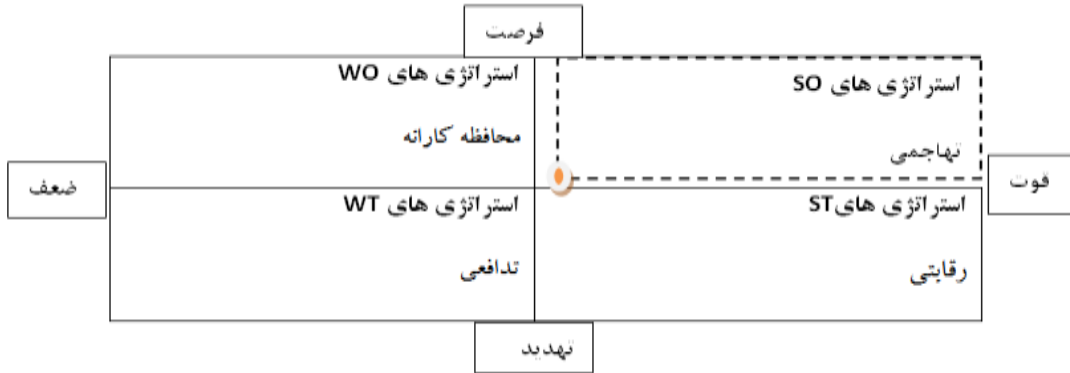 فرصت
استراتژی های SO
تهاجمی
استراتژی های WO
محافظه کارانه
قوت
ضعف
استراتژی هایST
رقابتی
استراتژی های WT
تدافعی
تهدید